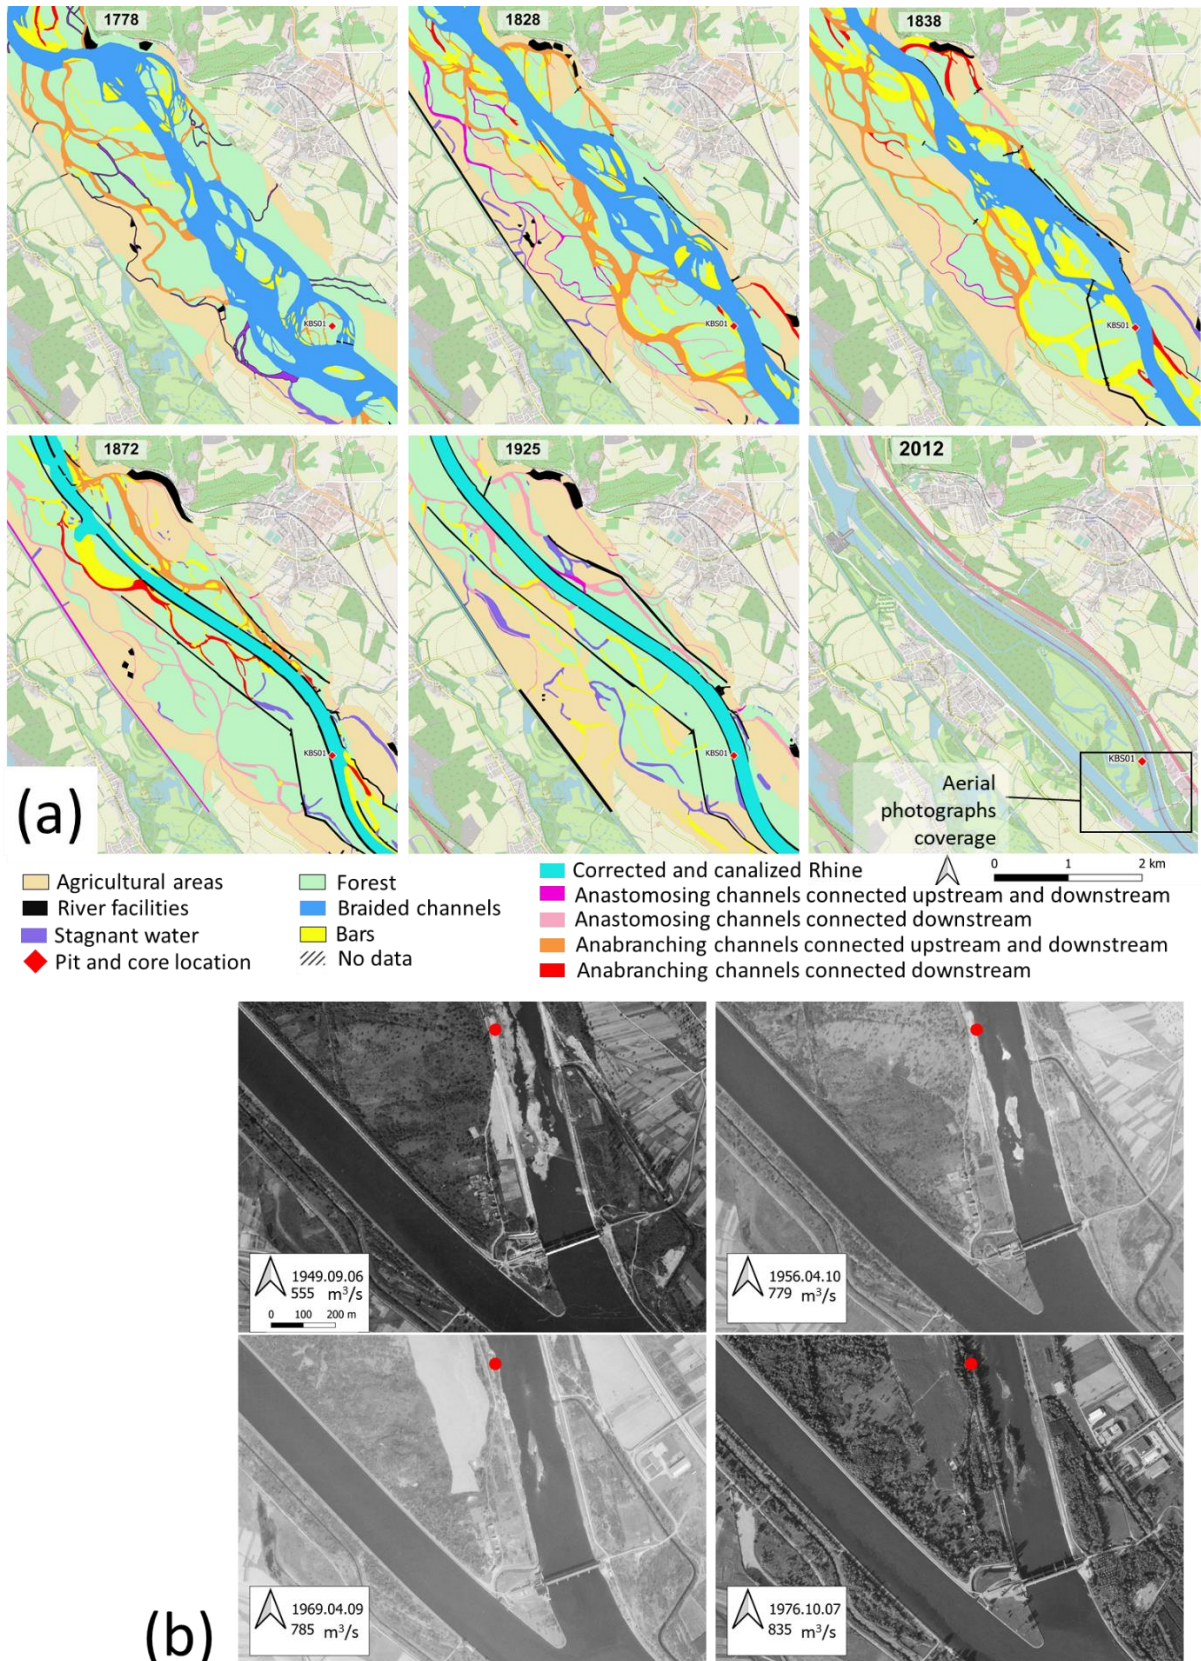 1778
1828
1838
KBS01
KBS01
KBS01
1872
1925
2012
KBS01
KBS01
KBS01
(a)
Aerial
photographs
coverage
0 1 2 km
Agricultural areas
River facilities
Stagnant water
Pit and core location
Forest
Braided channels
Bars
No data
Corrected and canalized Rhine
Anastomosing channels connected upstream and downstream
Anastomosing channels connected downstream
Anabranching channels connected upstream and downstream
Anabranching channels connected downstream
1949.09.06
555 m³/s
0 100 200 m
1956.04.10
779 m³/s
1969.04.09
785 m³/s
1976.10.07
835 m³/s
(b)